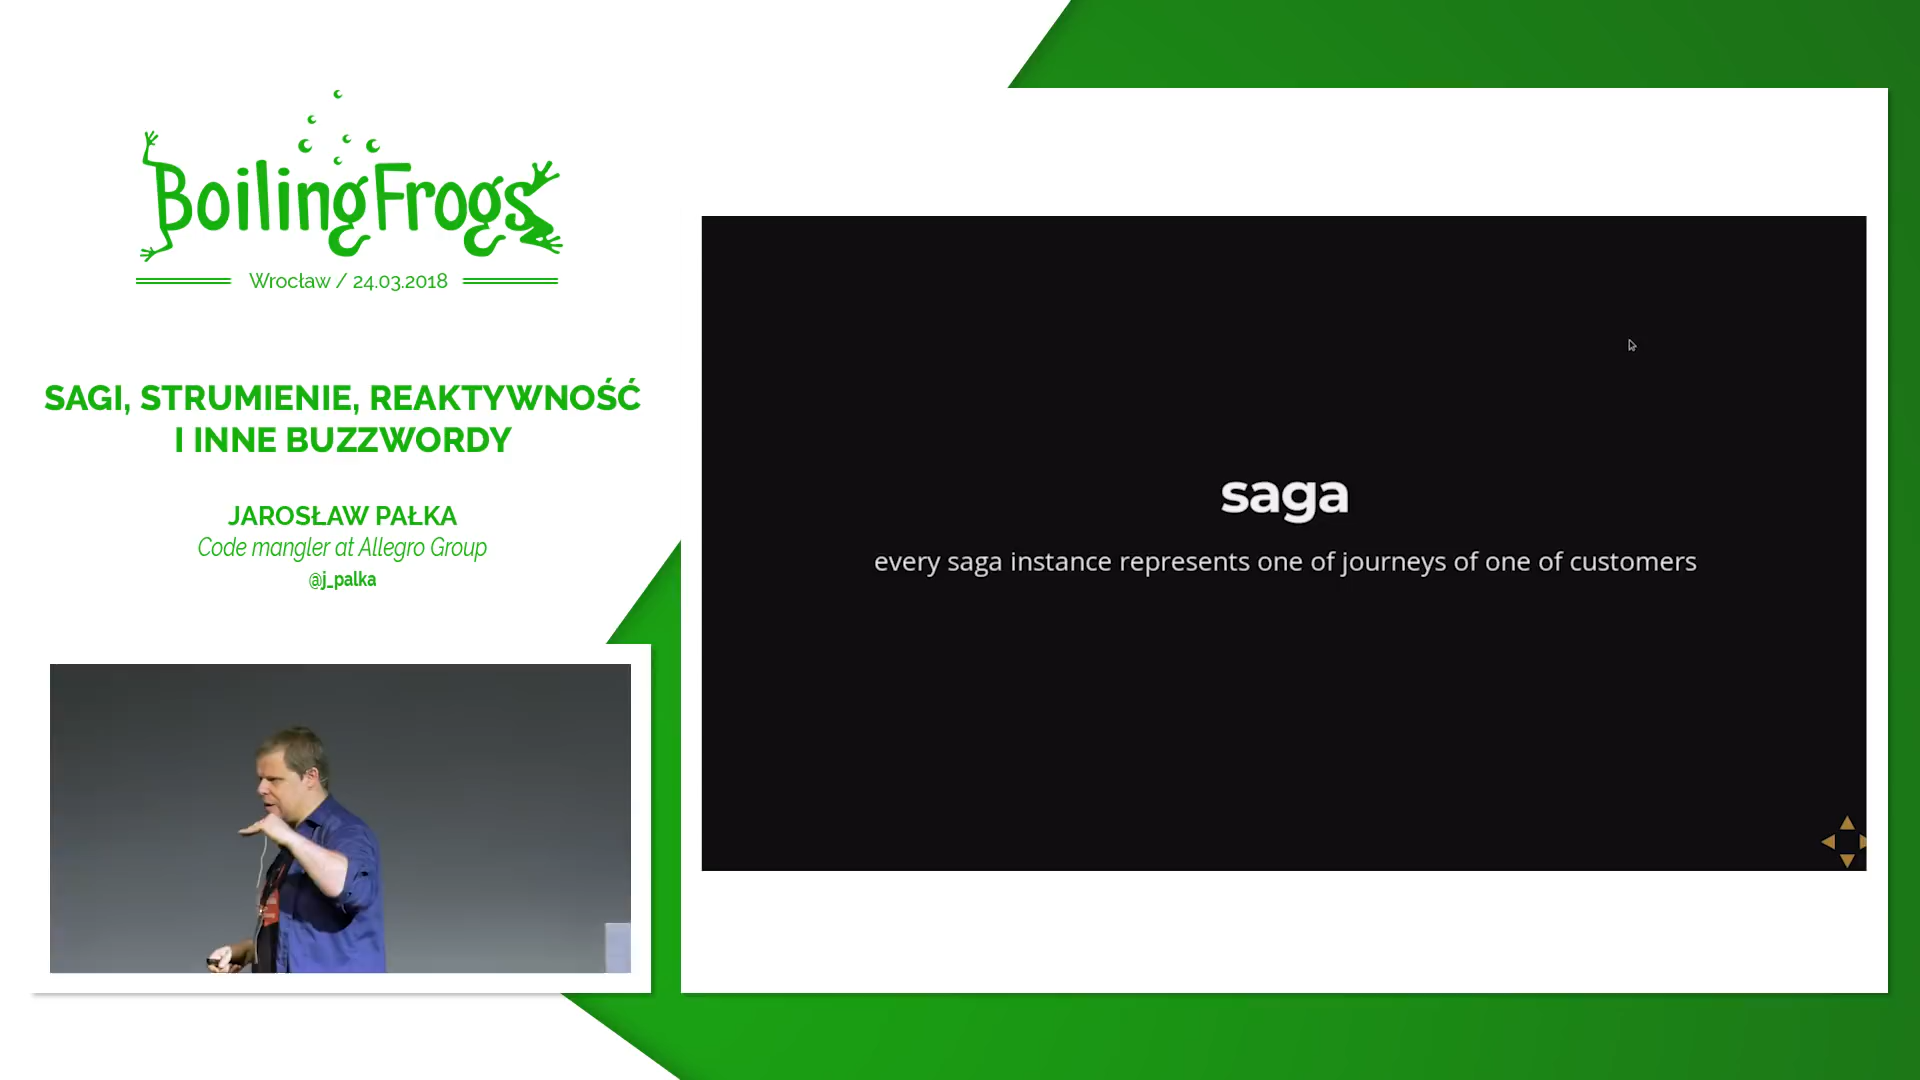 BoilingFrogs
Wrocław / 24.03.2018
SAGI, STRUMIENIE, REAKTYWNOŚĆ
I INNE BUZZWORDY
JAROSŁAW PAŁKA
Code mangler at Allegro Group
@j_palka
saga
every saga instance represents one of journeys of one of customers